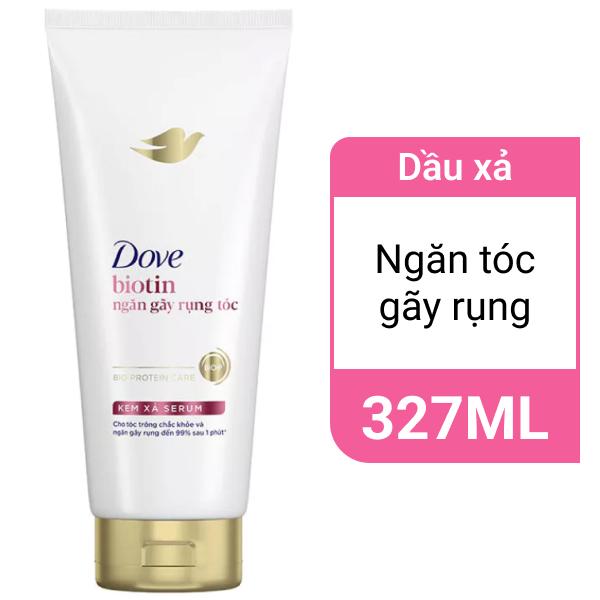 Dove
biotin
ngăn gãy rụng tóc
BIO PROTEIN CARE
KEM XẢ SERUM
Cho tóc trông chắc khỏe và
ngăn gãy rụng đến 99% sau 1 phút*
Dầu xả
Ngăn tóc
gãy rụng
327ML